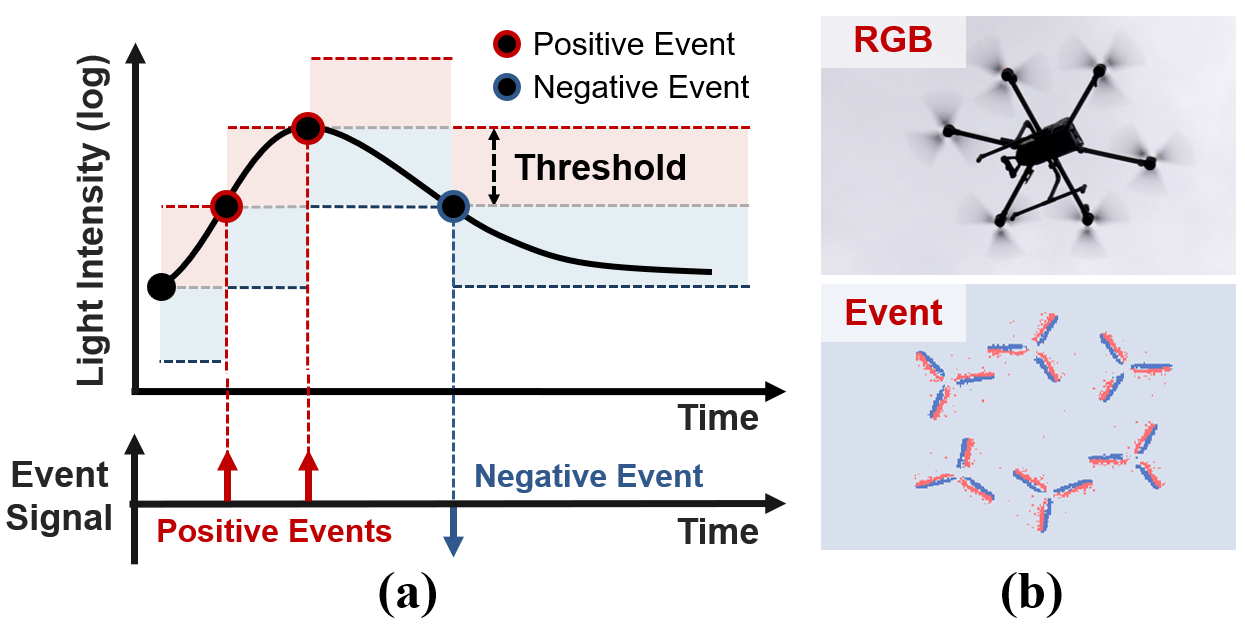 Positive Event
Negative Event
Light Intensity (log)
Threshold
Time
Event
Signal
Negative Event
Positive Events
Time
(a)
RGB
Event
(b)